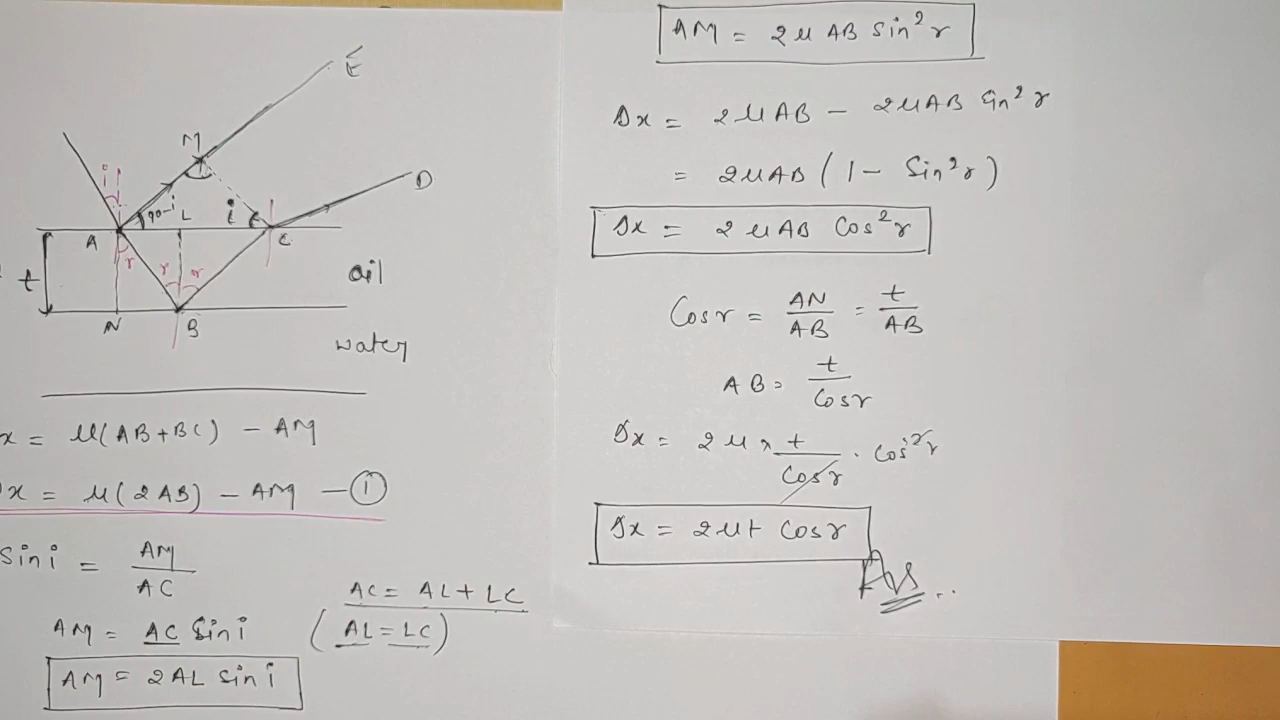 E
M
D
i
90-i
L
i
A
C
r
r
r
t
oil
N
B
water
x = μ(AB+BC) - AM
x = μ(2AB) - AM - ①
Sin i = AM/AC
AC = AL + LC
AM = AC Sin i (AL = LC)
AM = 2AL Sin i
AM = 2μAB Sin²r
Δx = 2μAB - 2μAB Sin²r
= 2μAB (1 - Sin²r)
Δx = 2μAB Cos²r
Cos r = AN/AB = t/AB
AB = t/Cos r
Δx = 2μ × t/Cos r . Cos²r
Δx = 2μt Cos r